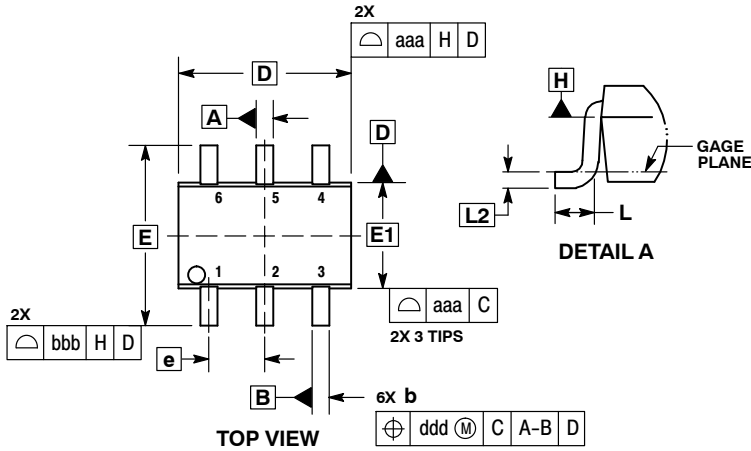 2X
⌓ aaa H D
D
A
D
H
GAGE
PLANE
6 5 4
E
E1
L2
L
DETAIL A
1 2 3
⌓ aaa C
2X 3 TIPS
2X
⌓ bbb H D
e
B
6X b
⌖ ddd Ⓜ C A-B D
TOP VIEW